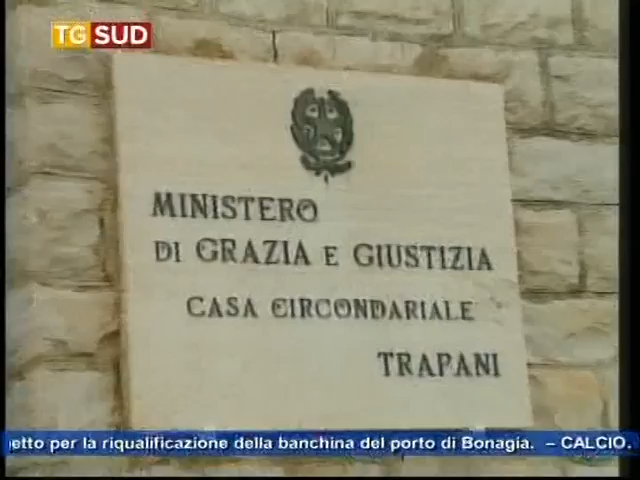 TG SUD
MINISTERO
DI GRAZIA E GIUSTIZIA
CASA CIRCONDARIALE
TRAPANI
etto per la riqualificazione della banchina del porto di Bonagia. – CALCIO.